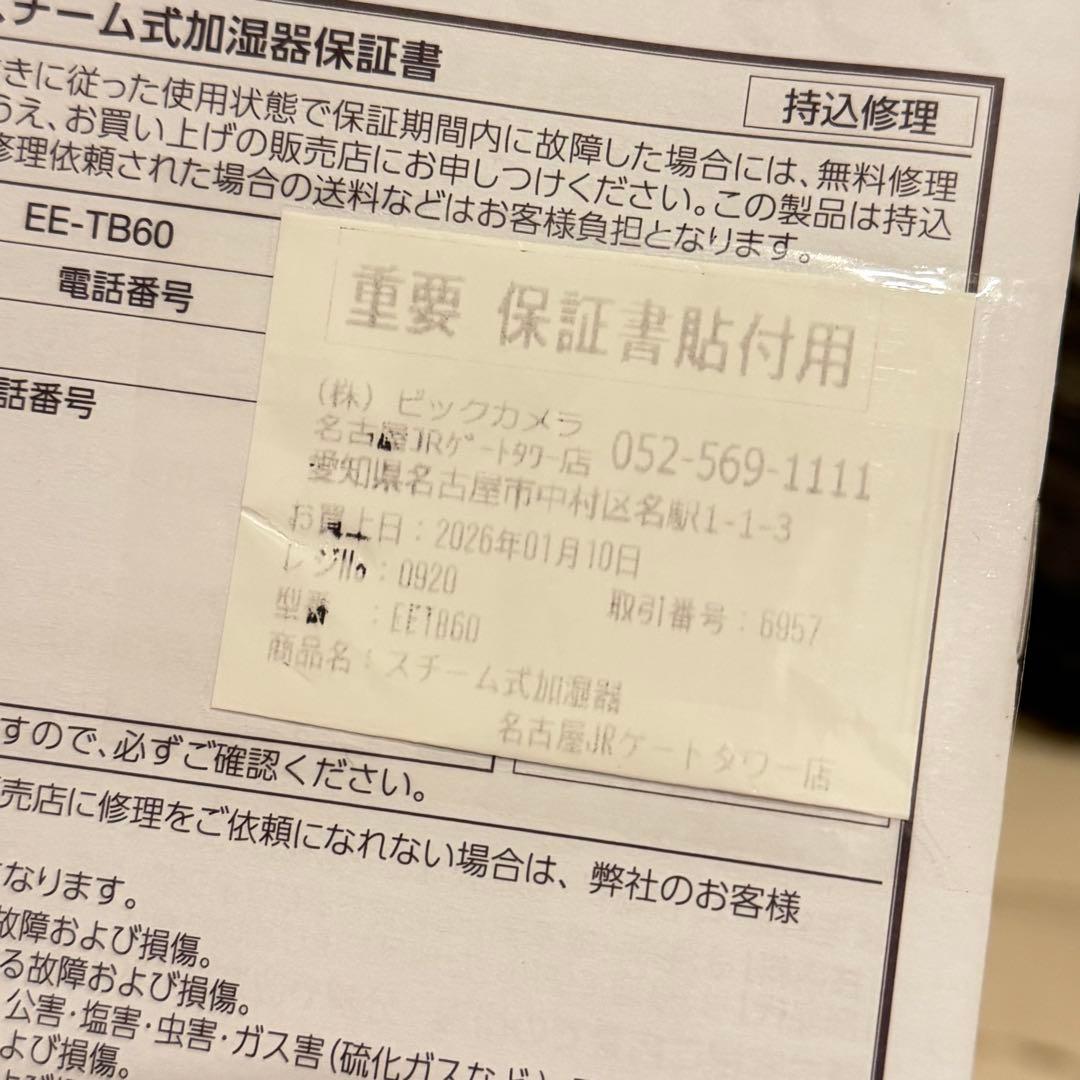 スチーム式加湿器保証書
持込修理
きに従った使用状態で保証期間内に故障した場合には、無料修理
うえ、お買い上げの販売店にお申しつけください。この製品は持込
修理依頼された場合の送料などはお客様負担となります。
EE-TB60
電話番号
話番号
重要 保証書貼付用
(株) ビックカメラ
名古屋JRゲートタワー店 052-569-1111
愛知県名古屋市中村区名駅1-1-3
お買上日：2026年01月10日
レジNo：0920
取引番号：6957
型番 ：EETB60
商品名：スチーム式加湿器
名古屋JRゲートタワー店
すので、必ずご確認ください。
売店に修理をご依頼になれない場合は、弊社のお客様
なります。
故障および損傷。
る故障および損傷。
公害・塩害・虫害・ガス害(硫化ガスなど)
よび損傷。